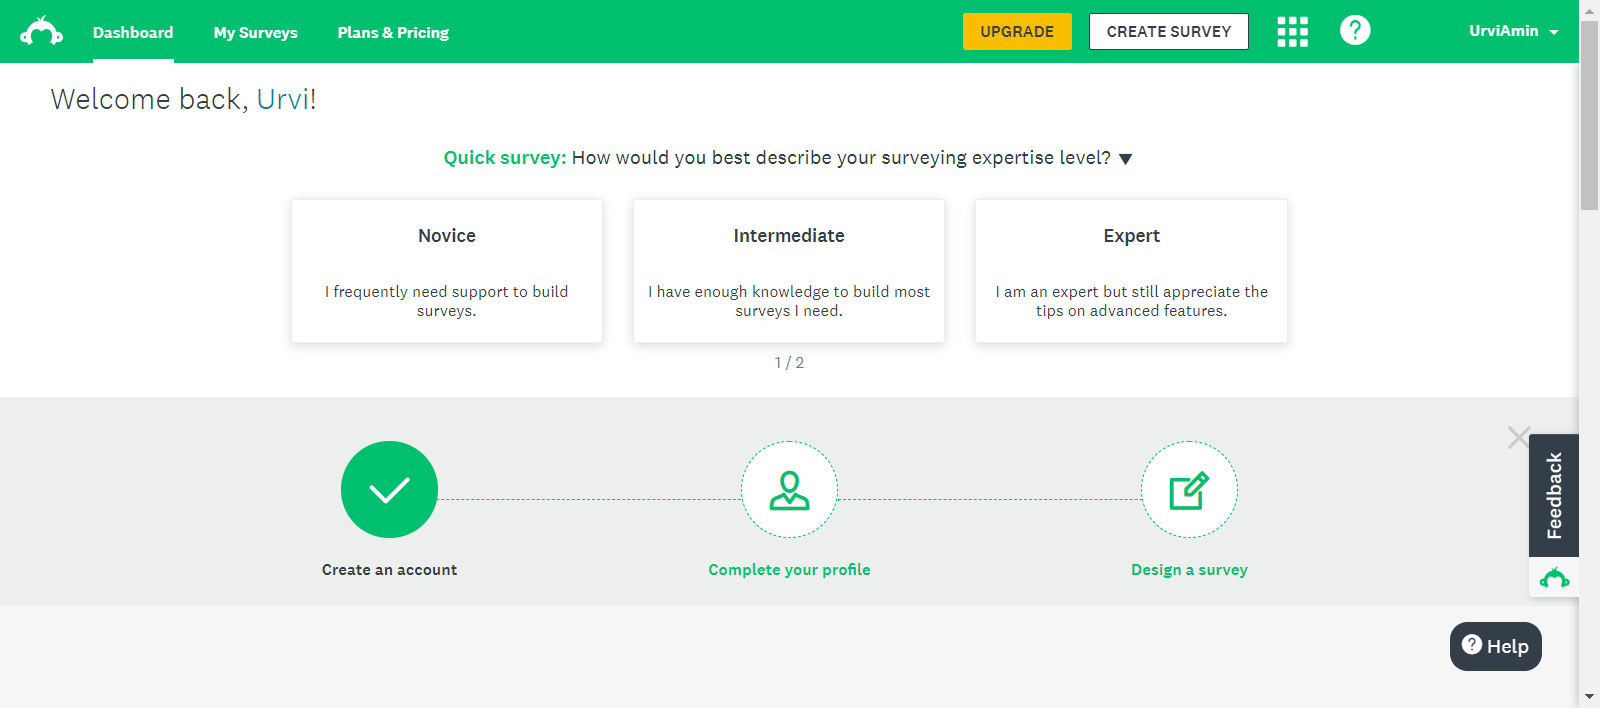 Dashboard My Surveys Plans & Pricing UPGRADE CREATE SURVEY ? UrviAmin
Welcome back, Urvi!
Quick survey: How would you best describe your surveying expertise level?
Novice
I frequently need support to build
surveys.
Intermediate
I have enough knowledge to build most
surveys I need.
Expert
I am an expert but still appreciate the
tips on advanced features.
1 / 2
Create an account
Complete your profile
Design a survey
Feedback
? Help